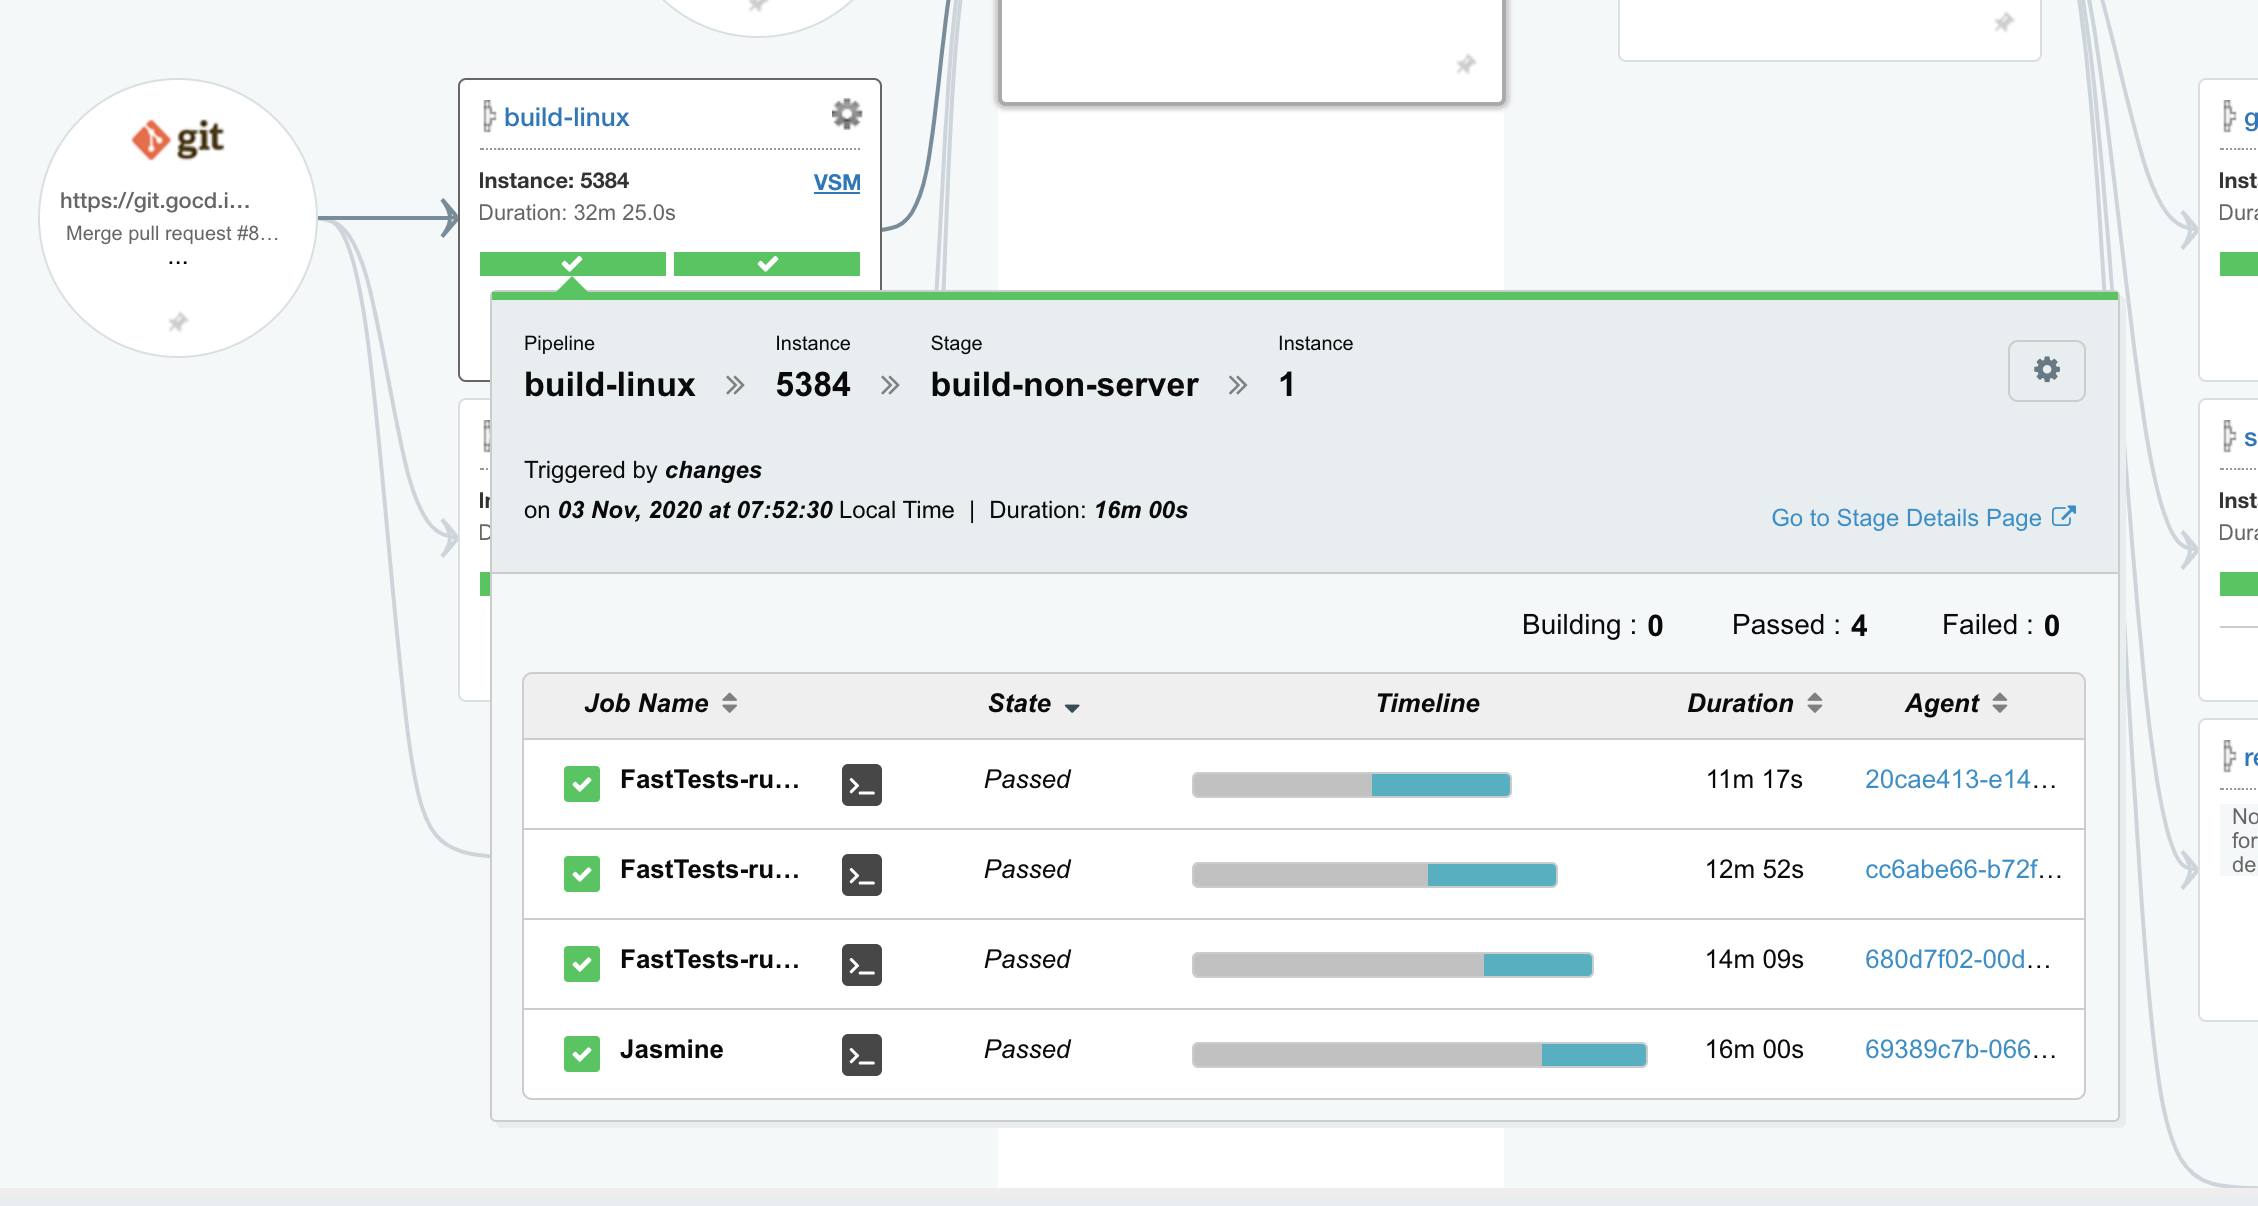 git
https://git.gocd.i...
Merge pull request #8...
...
build-linux
Instance: 5384
VSM
Duration: 32m 25.0s
Pipeline
Instance
Stage
Instance
build-linux » 5384 » build-non-server » 1
Triggered by changes
on 03 Nov, 2020 at 07:52:30 Local Time | Duration: 16m 00s
Go to Stage Details Page
Building : 0 Passed : 4 Failed : 0
Job Name State Timeline Duration Agent
FastTests-ru... >_ Passed 11m 17s 20cae413-e14...
FastTests-ru... >_ Passed 12m 52s cc6abe66-b72f...
FastTests-ru... >_ Passed 14m 09s 680d7f02-00d...
Jasmine >_ Passed 16m 00s 69389c7b-066...
g
Inst
Dura
s
Inst
Dura
re
No
for
de